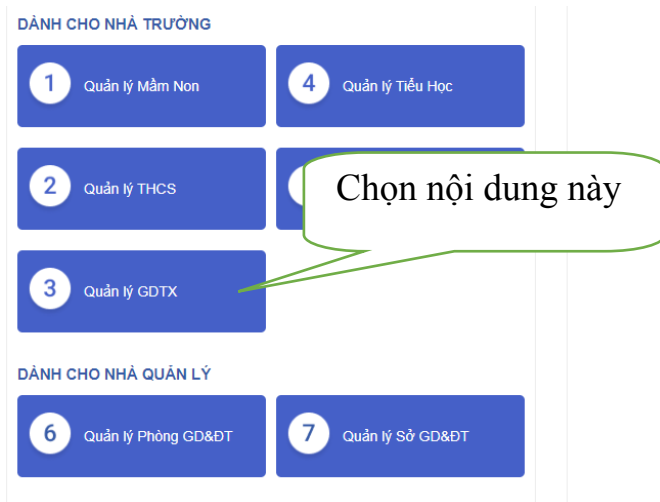 DÀNH CHO NHÀ TRƯỜNG
1 Quản lý Mầm Non
4 Quản lý Tiểu Học
2 Quản lý THCS
Chọn nội dung này
3 Quản lý GDTX
DÀNH CHO NHÀ QUẢN LÝ
6 Quản lý Phòng GD&ĐT
7 Quản lý Sở GD&ĐT